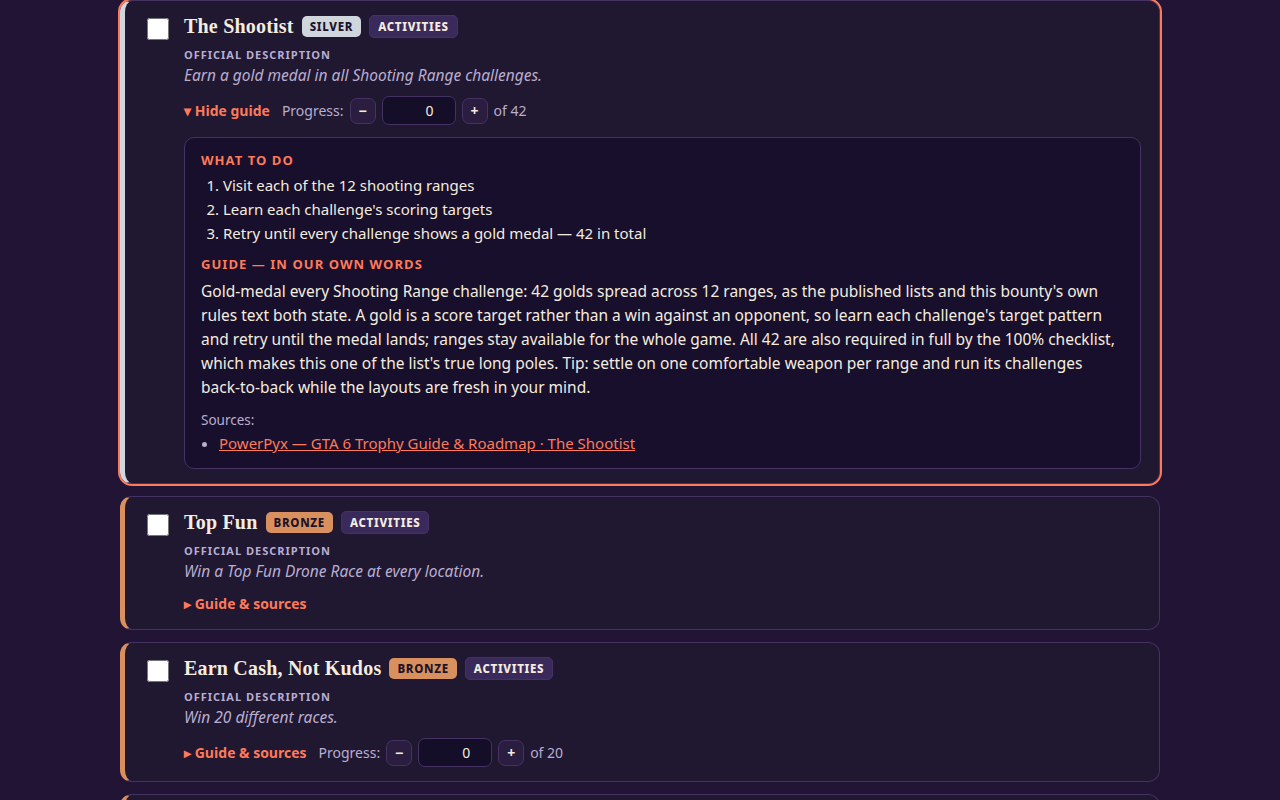 The Shootist SILVER ACTIVITIES
OFFICIAL DESCRIPTION
Earn a gold medal in all Shooting Range challenges.
▾ Hide guide Progress: − 0 + of 42
WHAT TO DO
1. Visit each of the 12 shooting ranges
2. Learn each challenge's scoring targets
3. Retry until every challenge shows a gold medal — 42 in total
GUIDE — IN OUR OWN WORDS
Gold-medal every Shooting Range challenge: 42 golds spread across 12 ranges, as the published lists and this bounty's own
rules text both state. A gold is a score target rather than a win against an opponent, so learn each challenge's target pattern
and retry until the medal lands; ranges stay available for the whole game. All 42 are also required in full by the 100% checklist,
which makes this one of the list's true long poles. Tip: settle on one comfortable weapon per range and run its challenges
back-to-back while the layouts are fresh in your mind.
Sources:
• PowerPyx — GTA 6 Trophy Guide & Roadmap · The Shootist
Top Fun BRONZE ACTIVITIES
OFFICIAL DESCRIPTION
Win a Top Fun Drone Race at every location.
▸ Guide & sources
Earn Cash, Not Kudos BRONZE ACTIVITIES
OFFICIAL DESCRIPTION
Win 20 different races.
▸ Guide & sources Progress: − 0 + of 20